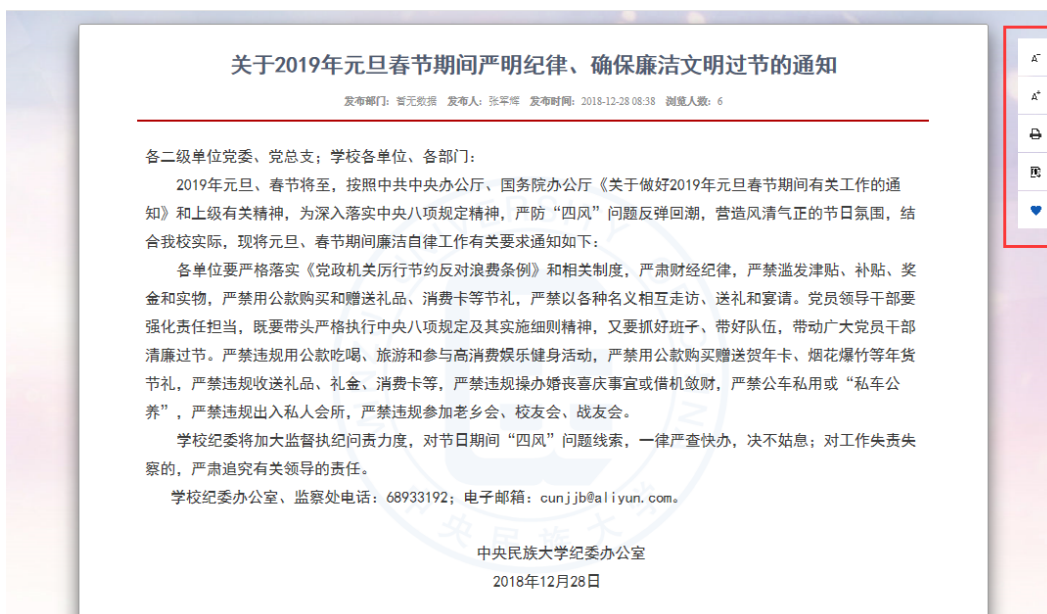 关于2019年元旦春节期间严明纪律、确保廉洁文明过节的通知
发布部门：暂无数据 发布人：张军辉 发布时间：2018-12-28 08:38 浏览人数：6
各二级单位党委、党总支；学校各单位、各部门：
2019年元旦、春节将至，按照中共中央办公厅、国务院办公厅《关于做好2019年元旦春节期间有关工作的通
知》和上级有关精神，为深入落实中央八项规定精神，严防“四风”问题反弹回潮，营造风清气正的节日氛围，结
合我校实际，现将元旦、春节期间廉洁自律工作有关要求通知如下：
各单位要严格落实《党政机关厉行节约反对浪费条例》和相关制度，严肃财经纪律，严禁滥发津贴、补贴、奖
金和实物，严禁用公款购买和赠送礼品、消费卡等节礼，严禁以各种名义相互走访、送礼和宴请。党员领导干部要
强化责任担当，既要带头严格执行中央八项规定及其实施细则精神，又要抓好班子、带好队伍，带动广大党员干部
清廉过节。严禁违规用公款吃喝、旅游和参与高消费娱乐健身活动，严禁用公款购买赠送贺年卡、烟花爆竹等年货
节礼，严禁违规收送礼品、礼金、消费卡等，严禁违规操办婚丧喜庆事宜或借机敛财，严禁公车私用或“私车公
养”，严禁违规出入私人会所，严禁违规参加老乡会、校友会、战友会。
学校纪委将加大监督执纪问责力度，对节日期间“四风”问题线索，一律严查快办，决不姑息；对工作失责失
察的，严肃追究有关领导的责任。
学校纪委办公室、监察处电话：68933192；电子邮箱：cunjjb@aliyun.com。
中央民族大学纪委办公室
2018年12月28日
A-
A+
中央民族大学